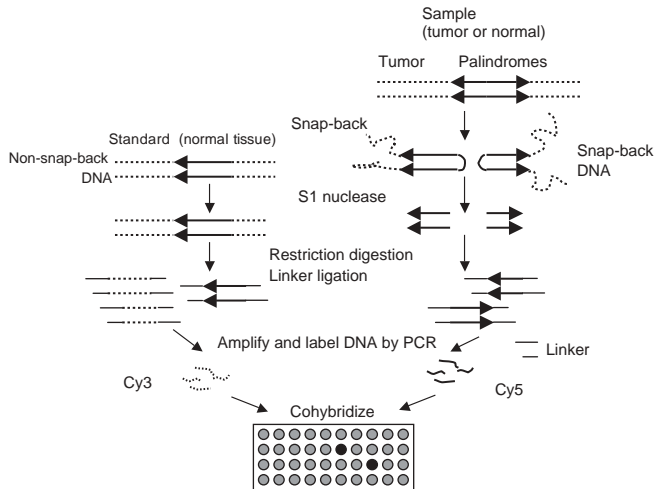 Sample
(tumor or normal)
Tumor Palindromes
Snap-back
Standard (normal tissue)
Non-snap-back
DNA
Snap-back
DNA
S1 nuclease
Restriction digestion
Linker ligation
Amplify and label DNA by PCR
Linker
Cy3
Cy5
Cohybridize